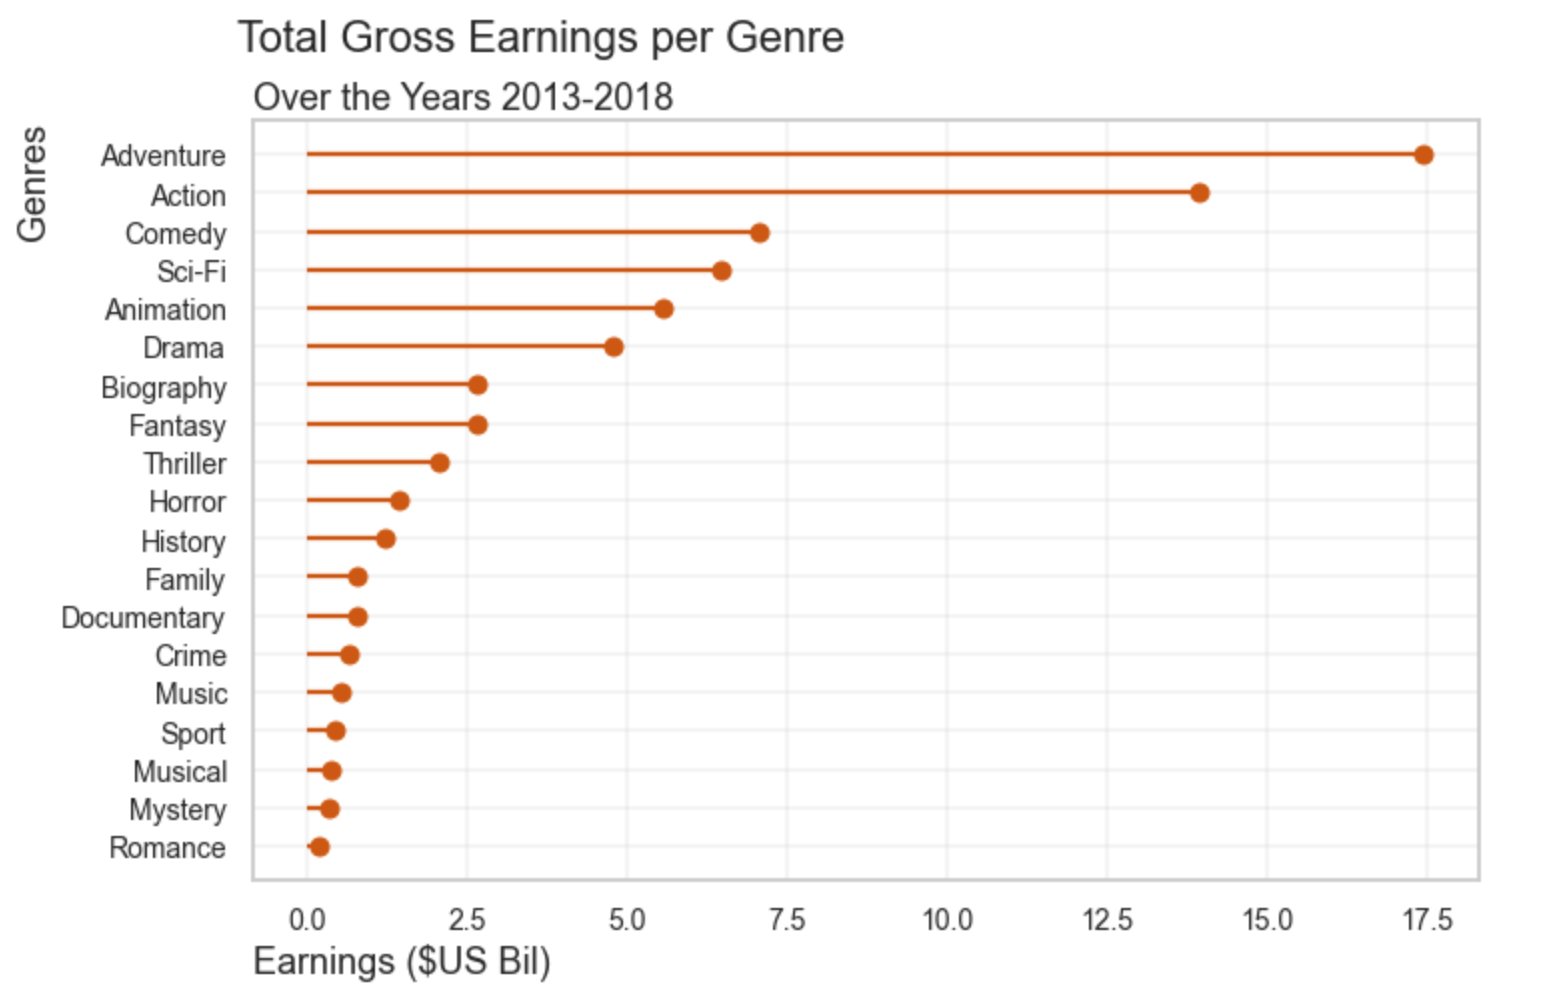 Total Gross Earnings per Genre
Over the Years 2013-2018
Genres
Adventure
Action
Comedy
Sci-Fi
Animation
Drama
Biography
Fantasy
Thriller
Horror
History
Family
Documentary
Crime
Music
Sport
Musical
Mystery
Romance
0.0 2.5 5.0 7.5 10.0 12.5 15.0 17.5
Earnings ($US Bil)